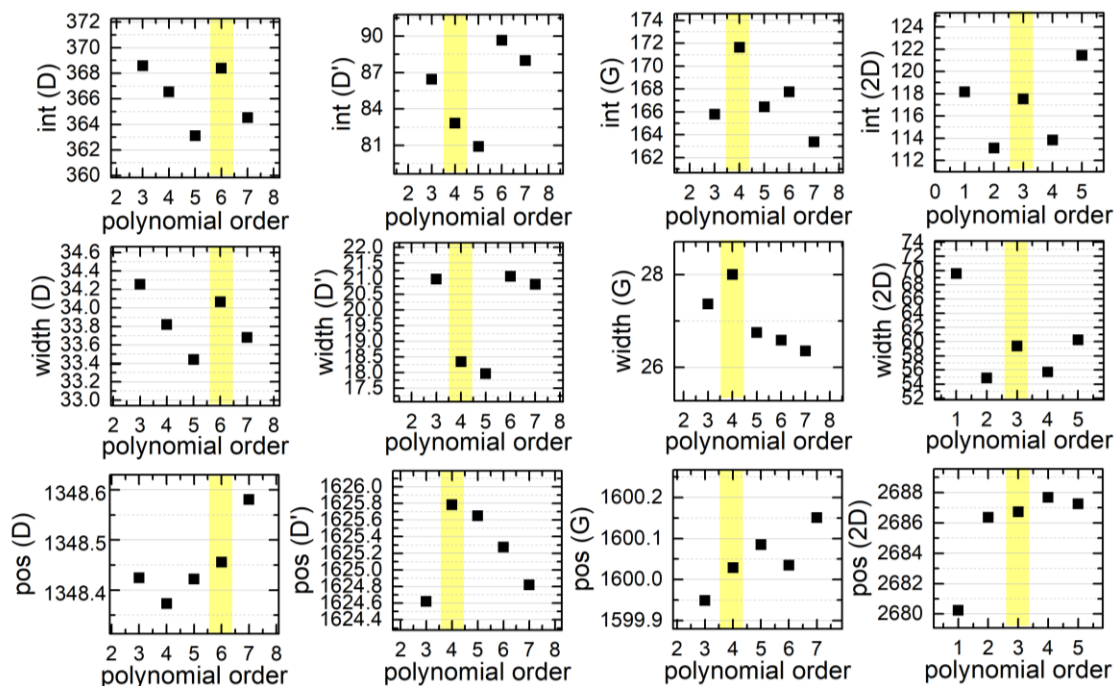 int (D)
372
370
368
366
364
362
360
2 3 4 5 6 7 8
polynomial order
int (D')
90
87
84
81
2 3 4 5 6 7 8
polynomial order
int (G)
174
172
170
168
166
164
162
2 3 4 5 6 7 8
polynomial order
int (2D)
124
122
120
118
116
114
112
0 1 2 3 4 5
polynomial order
width (D)
34.6
34.4
34.2
34.0
33.8
33.6
33.4
33.2
33.0
2 3 4 5 6 7 8
polynomial order
width (D')
22.0
21.5
21.0
20.5
20.0
19.5
19.0
18.5
18.0
17.5
2 3 4 5 6 7 8
polynomial order
width (G)
28
26
2 3 4 5 6 7 8
polynomial order
width (2D)
74
72
70
68
66
64
62
60
58
56
54
52
1 2 3 4 5
polynomial order
pos (D)
1348.6
1348.5
1348.4
2 3 4 5 6 7 8
polynomial order
pos (D')
1626.0
1625.8
1625.6
1625.4
1625.2
1625.0
1624.8
1624.6
1624.4
2 3 4 5 6 7 8
polynomial order
pos (G)
1600.2
1600.1
1600.0
1599.9
2 3 4 5 6 7
polynomial order
pos (2D)
2688
2686
2684
2682
2680
1 2 3 4 5
polynomial order